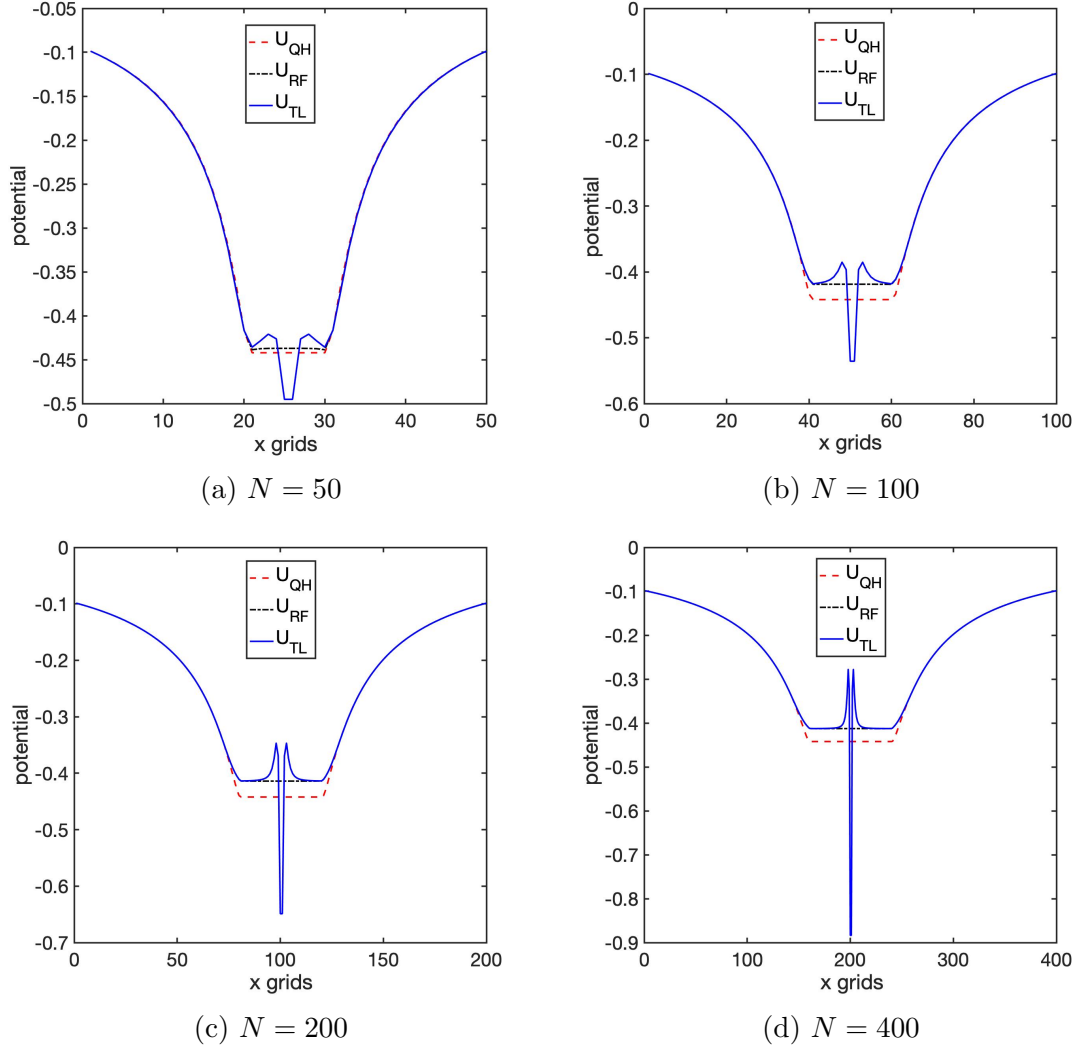 -0.05
-0.1
-0.15
-0.2
-0.25
-0.3
-0.35
-0.4
-0.45
-0.5
potential
U_QH
U_RF
U_TL
0 10 20 30 40 50
x grids
(a) N = 50
0
-0.1
-0.2
-0.3
-0.4
-0.5
-0.6
potential
U_QH
U_RF
U_TL
0 20 40 60 80 100
x grids
(b) N = 100
0
-0.1
-0.2
-0.3
-0.4
-0.5
-0.6
-0.7
potential
U_QH
U_RF
U_TL
0 50 100 150 200
x grids
(c) N = 200
0
-0.1
-0.2
-0.3
-0.4
-0.5
-0.6
-0.7
-0.8
-0.9
potential
U_QH
U_RF
U_TL
0 100 200 300 400
x grids
(d) N = 400